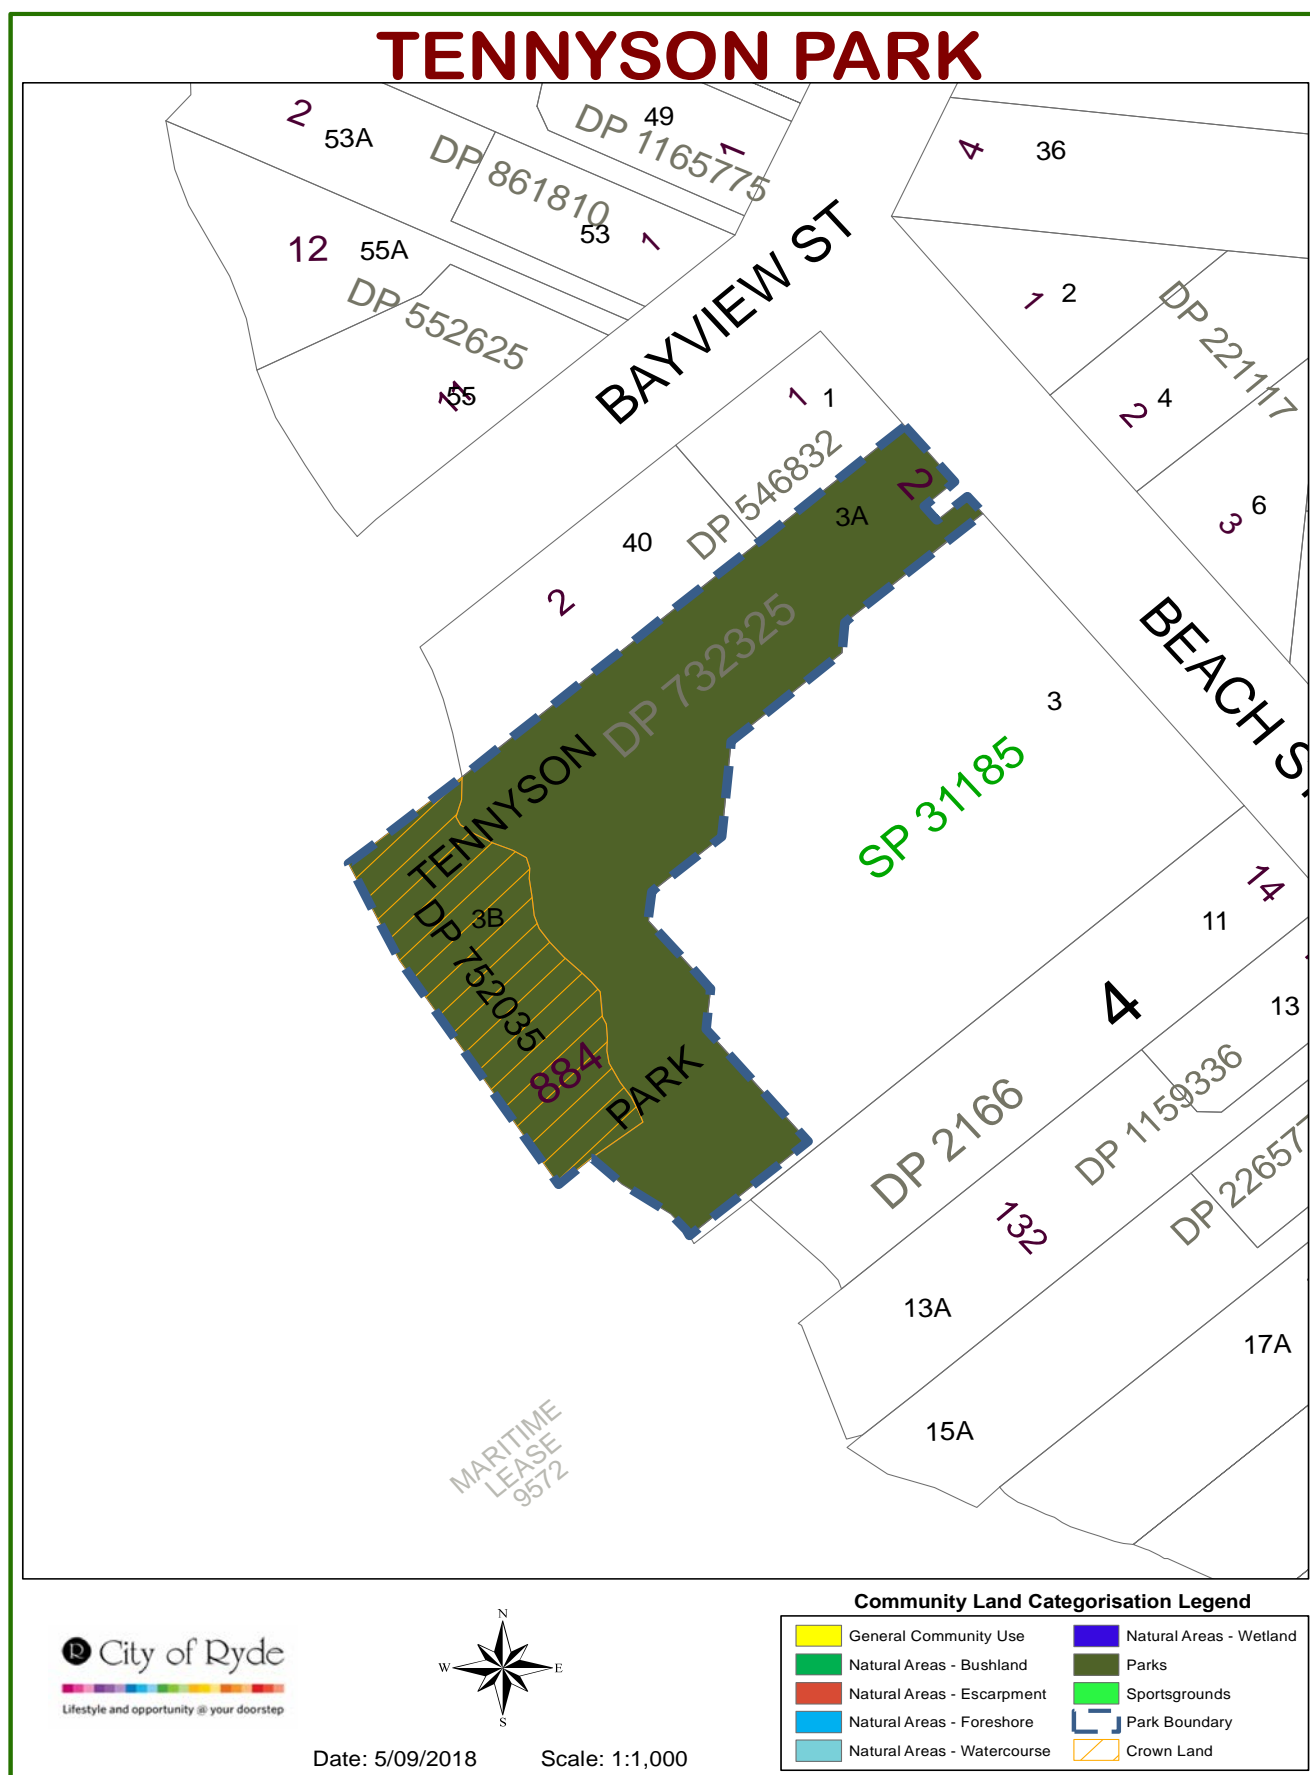 TENNYSON PARK
2
53A
DP 861810
49
DP 1165775
1
4
36
12
55A
53
1
DP 552625
BAYVIEW ST
1
2
DP 221117
11
55
1
1
2
4
DP 546832
2
3A
3
6
40
2
DP 732325
BEACH ST
3
TENNYSON
SP 31185
14
11
3B
DP 752035
4
13
884
PARK
DP 2166
DP 1159336
DP 22657
132
13A
17A
15A
MARITIME
LEASE
9572
Community Land Categorisation Legend
General Community Use
Natural Areas - Bushland
Natural Areas - Escarpment
Natural Areas - Foreshore
Natural Areas - Watercourse
Natural Areas - Wetland
Parks
Sportsgrounds
Park Boundary
Crown Land
R City of Ryde
Lifestyle and opportunity @ your doorstep
N
W E
S
Date: 5/09/2018 Scale: 1:1,000